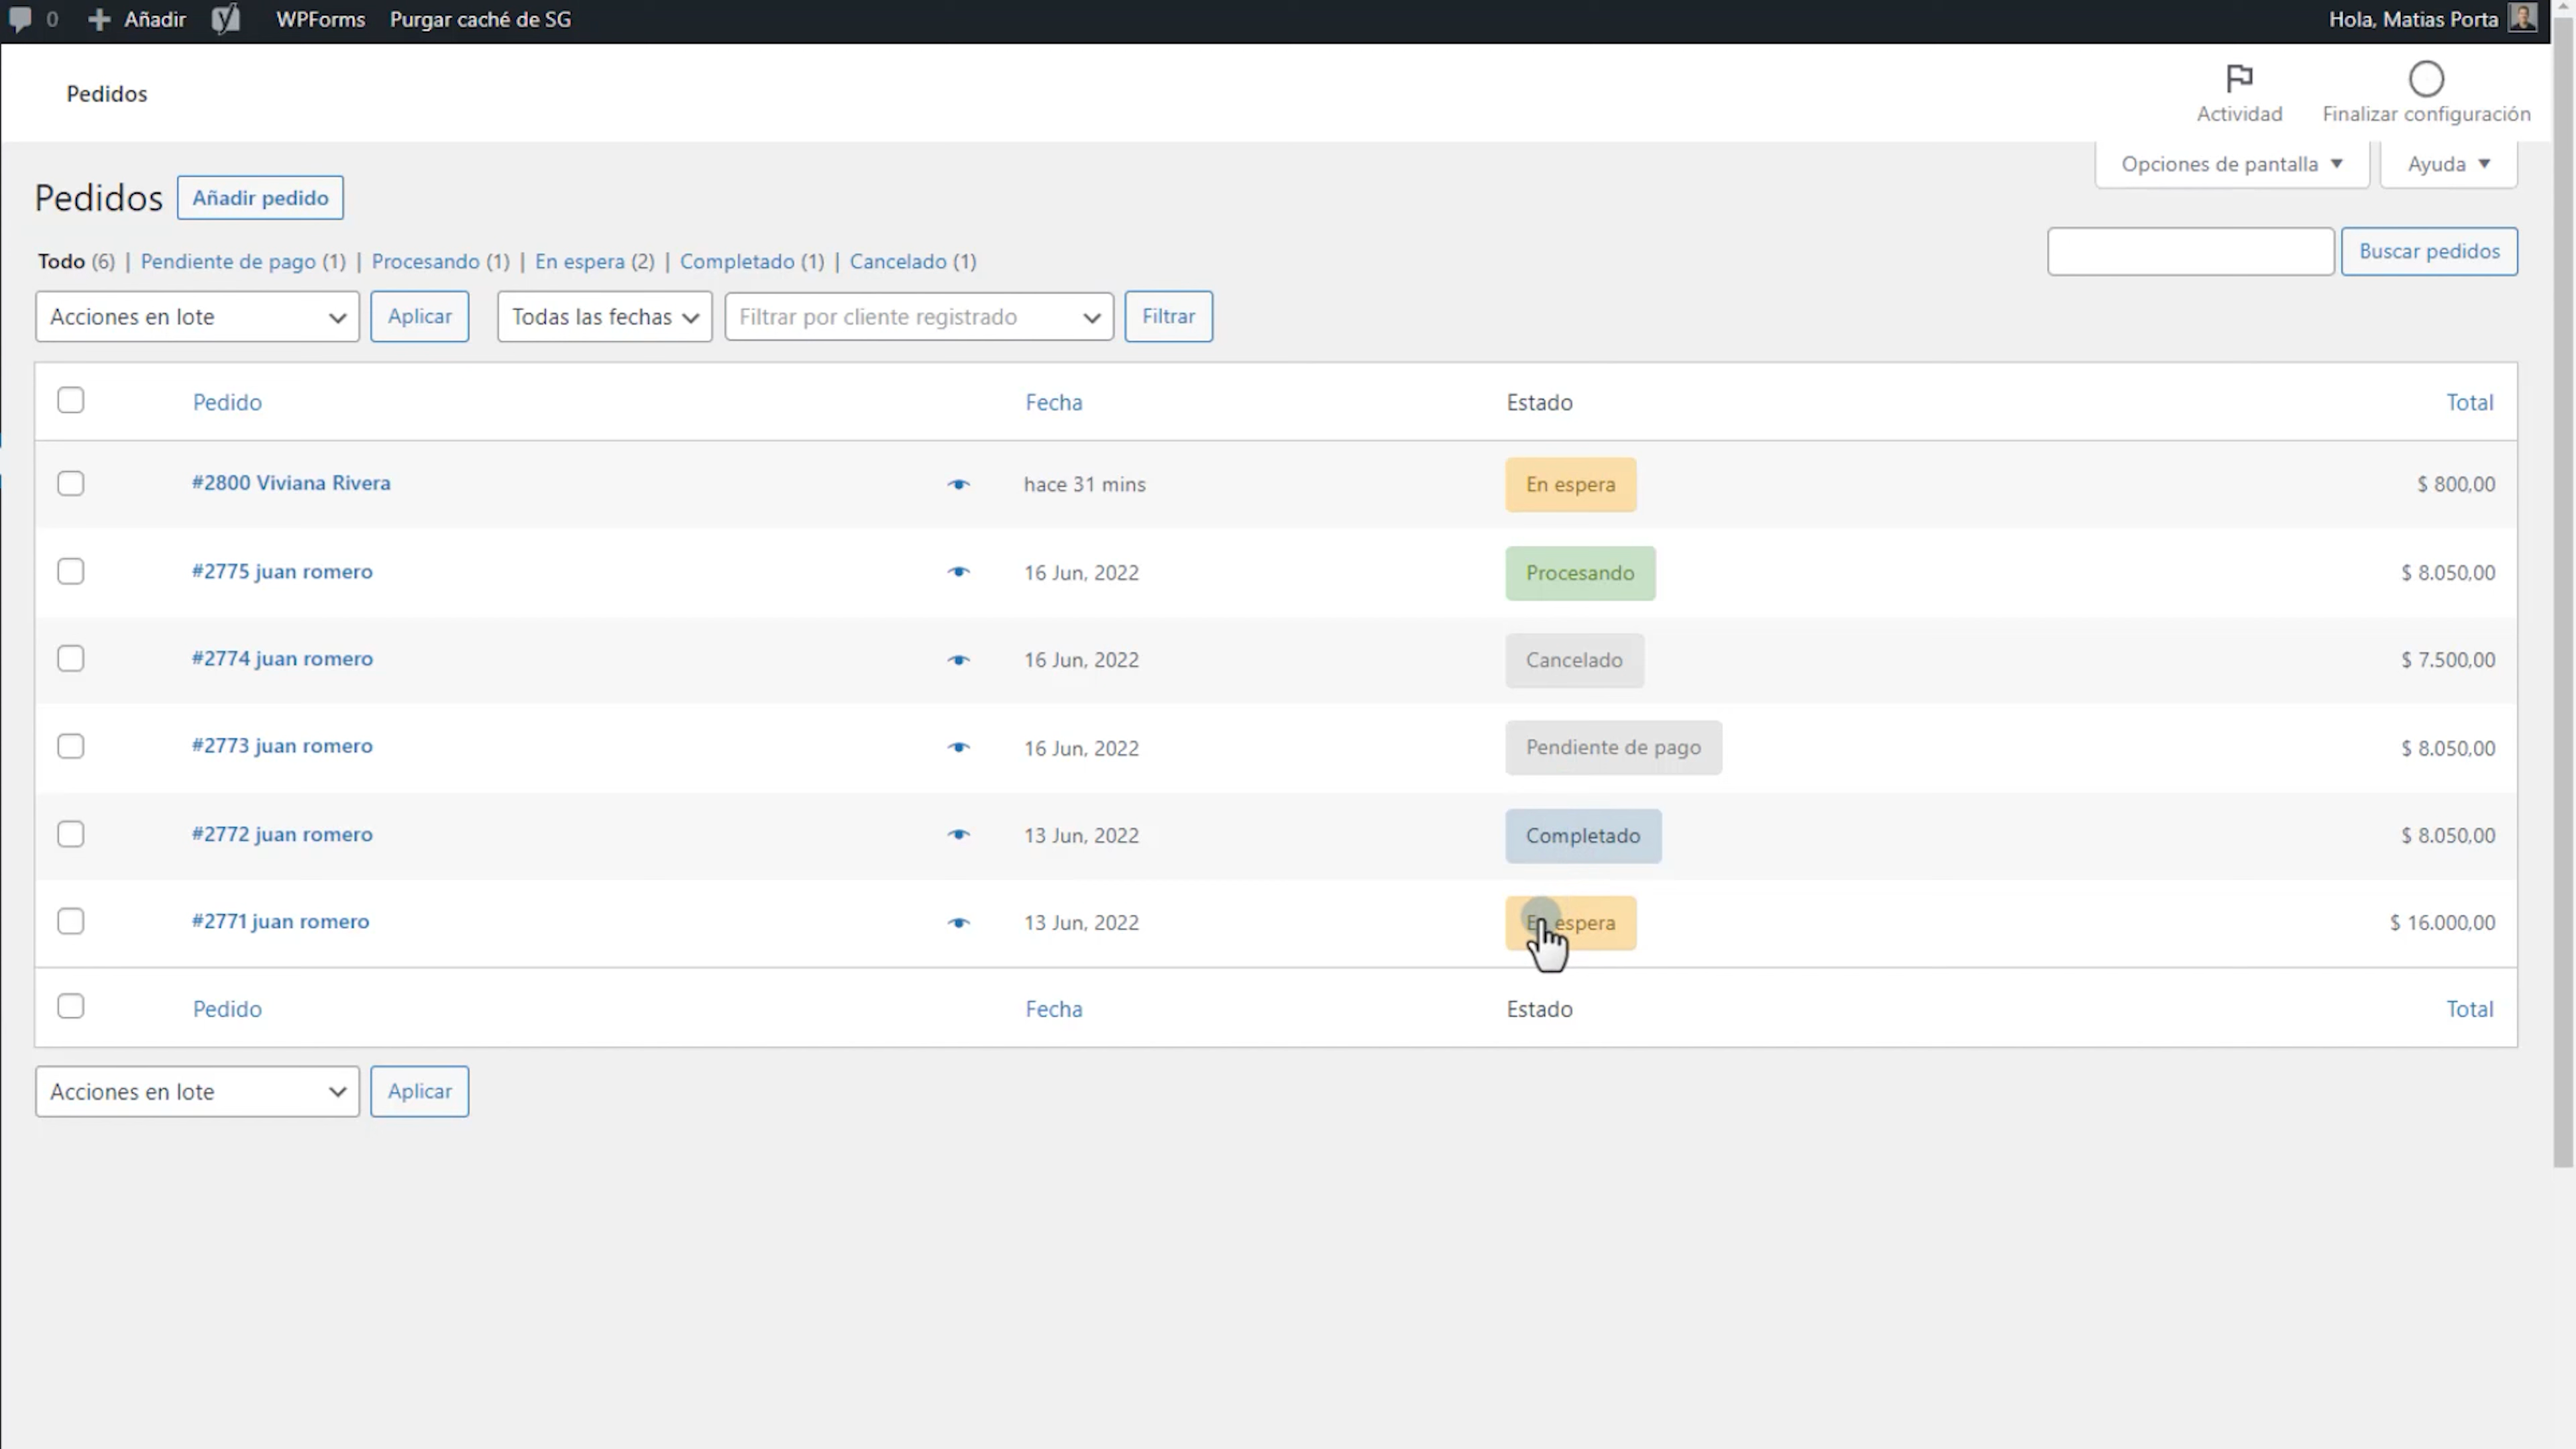 0 Añadir WPForms Purgar caché de SG Hola, Matias Porta
Pedidos
Actividad Finalizar configuración
Opciones de pantalla Ayuda
Pedidos Añadir pedido
Todo (6) | Pendiente de pago (1) | Procesando (1) | En espera (2) | Completado (1) | Cancelado (1)
Buscar pedidos
Acciones en lote Aplicar Todas las fechas Filtrar por cliente registrado Filtrar
Pedido Fecha Estado Total
#2800 Viviana Rivera hace 31 mins En espera $ 800,00
#2775 juan romero 16 Jun, 2022 Procesando $ 8.050,00
#2774 juan romero 16 Jun, 2022 Cancelado $ 7.500,00
#2773 juan romero 16 Jun, 2022 Pendiente de pago $ 8.050,00
#2772 juan romero 13 Jun, 2022 Completado $ 8.050,00
#2771 juan romero 13 Jun, 2022 En espera $ 16.000,00
Pedido Fecha Estado Total
Acciones en lote Aplicar